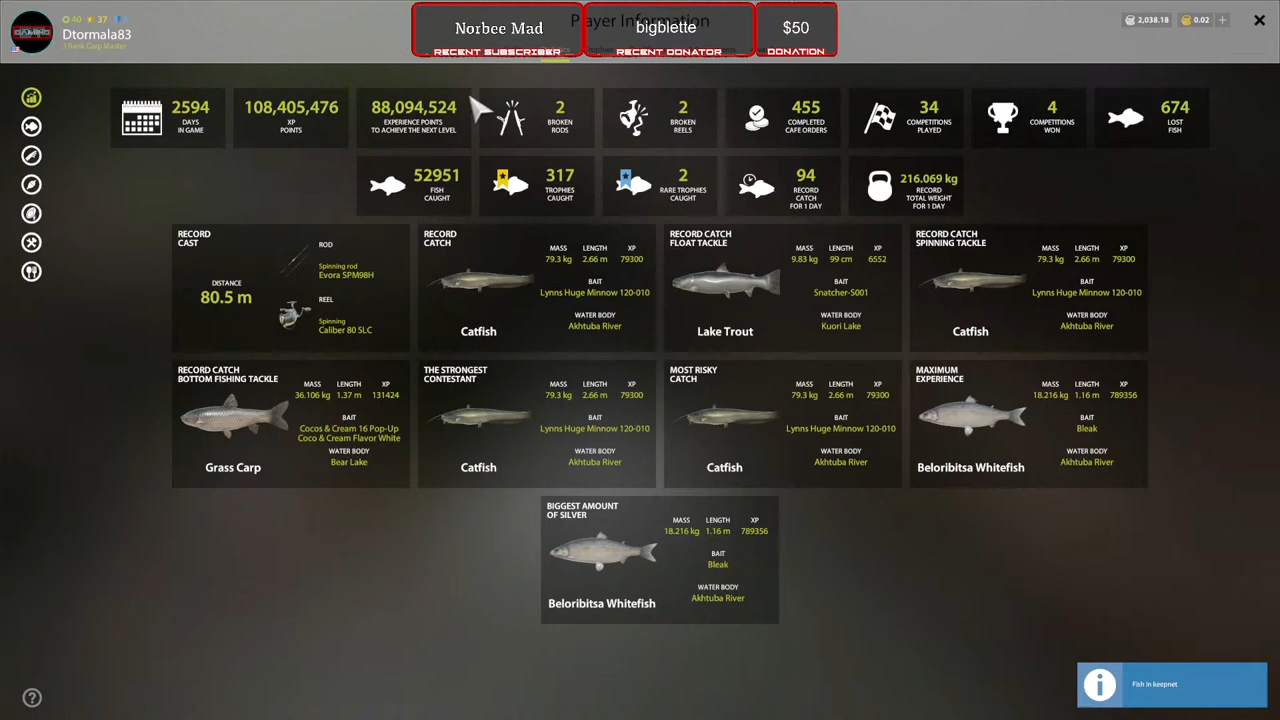 40 37
Dtormala83
3 Rank Carp Master
Player Information
Norbee Mad
RECENT SUBSCRIBER
bigblette
RECENT DONATOR
$50
DONATION
2,038.18
0.02
2594
DAYS
IN GAME
108,405,476
XP
POINTS
88,094,524
EXPERIENCE POINTS
TO ACHIEVE THE NEXT LEVEL
2
BROKEN
RODS
2
BROKEN
REELS
455
COMPLETED
CAFE ORDERS
34
COMPETITIONS
PLAYED
4
COMPETITIONS
WON
674
LOST
FISH
52951
FISH
CAUGHT
317
TROPHIES
CAUGHT
2
RARE TROPHIES
CAUGHT
94
RECORD
CATCH
FOR 1 DAY
216.069 kg
RECORD
TOTAL WEIGHT
FOR 1 DAY
RECORD
CAST
DISTANCE
80.5 m
ROD
Spinning rod
Evora SPM98H
REEL
Spinning
Caliber 80 SLC
RECORD
CATCH
MASS LENGTH XP
79.3 kg 2.66 m 79300
BAIT
Lynns Huge Minnow 120-010
WATER BODY
Akhtuba River
Catfish
RECORD CATCH
FLOAT TACKLE
MASS LENGTH XP
9.83 kg 99 cm 6552
BAIT
Snatcher-S001
WATER BODY
Kuori Lake
Lake Trout
RECORD CATCH
SPINNING TACKLE
MASS LENGTH XP
79.3 kg 2.66 m 79300
BAIT
Lynns Huge Minnow 120-010
WATER BODY
Akhtuba River
Catfish
RECORD CATCH
BOTTOM FISHING TACKLE
MASS LENGTH XP
36.106 kg 1.37 m 131424
BAIT
Cocos & Cream 16 Pop-Up
Coco & Cream Flavor White
WATER BODY
Bear Lake
Grass Carp
THE STRONGEST
CONTESTANT
MASS LENGTH XP
79.3 kg 2.66 m 79300
BAIT
Lynns Huge Minnow 120-010
WATER BODY
Akhtuba River
Catfish
MOST RISKY
CATCH
MASS LENGTH XP
79.3 kg 2.66 m 79300
BAIT
Lynns Huge Minnow 120-010
WATER BODY
Akhtuba River
Catfish
MAXIMUM
EXPERIENCE
MASS LENGTH XP
18.216 kg 1.16 m 789356
BAIT
Bleak
WATER BODY
Akhtuba River
Beloribitsa Whitefish
BIGGEST AMOUNT
OF SILVER
MASS LENGTH XP
18.216 kg 1.16 m 789356
BAIT
Bleak
WATER BODY
Akhtuba River
Beloribitsa Whitefish
Fish in keepnet